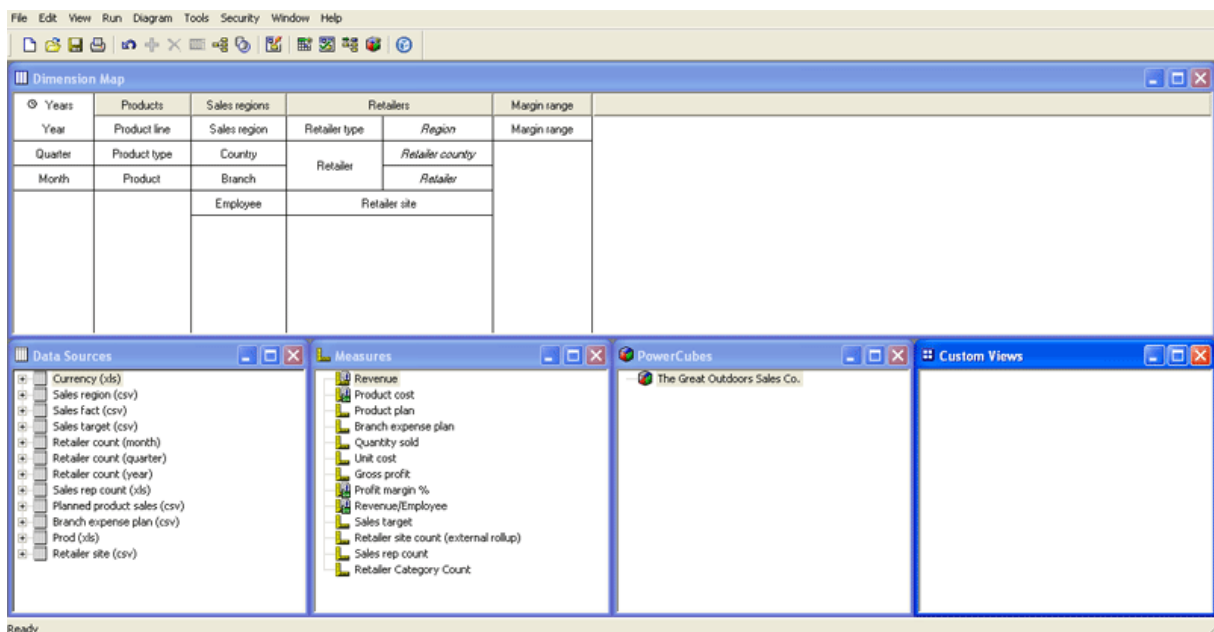 File Edit View Run Diagram Tools Security Window Help
Dimension Map
Years Products Sales regions Retailers Margin range
Year Product line Sales region Retailer type Region Margin range
Quarter Product type Country Retailer Retailer country
Month Product Branch Retailer
Employee Retailer site
Data Sources
Currency (xls)
Sales region (csv)
Sales fact (csv)
Sales target (csv)
Retailer count (month)
Retailer count (quarter)
Retailer count (year)
Sales rep count (xls)
Planned product sales (csv)
Branch expense plan (csv)
Prod (xls)
Retailer site (csv)
Measures
Revenue
Product cost
Product plan
Branch expense plan
Quantity sold
Unit cost
Gross profit
Profit margin %
Revenue/Employee
Sales target
Retailer site count (external rollup)
Sales rep count
Retailer Category Count
PowerCubes
The Great Outdoors Sales Co.
Custom Views
Ready